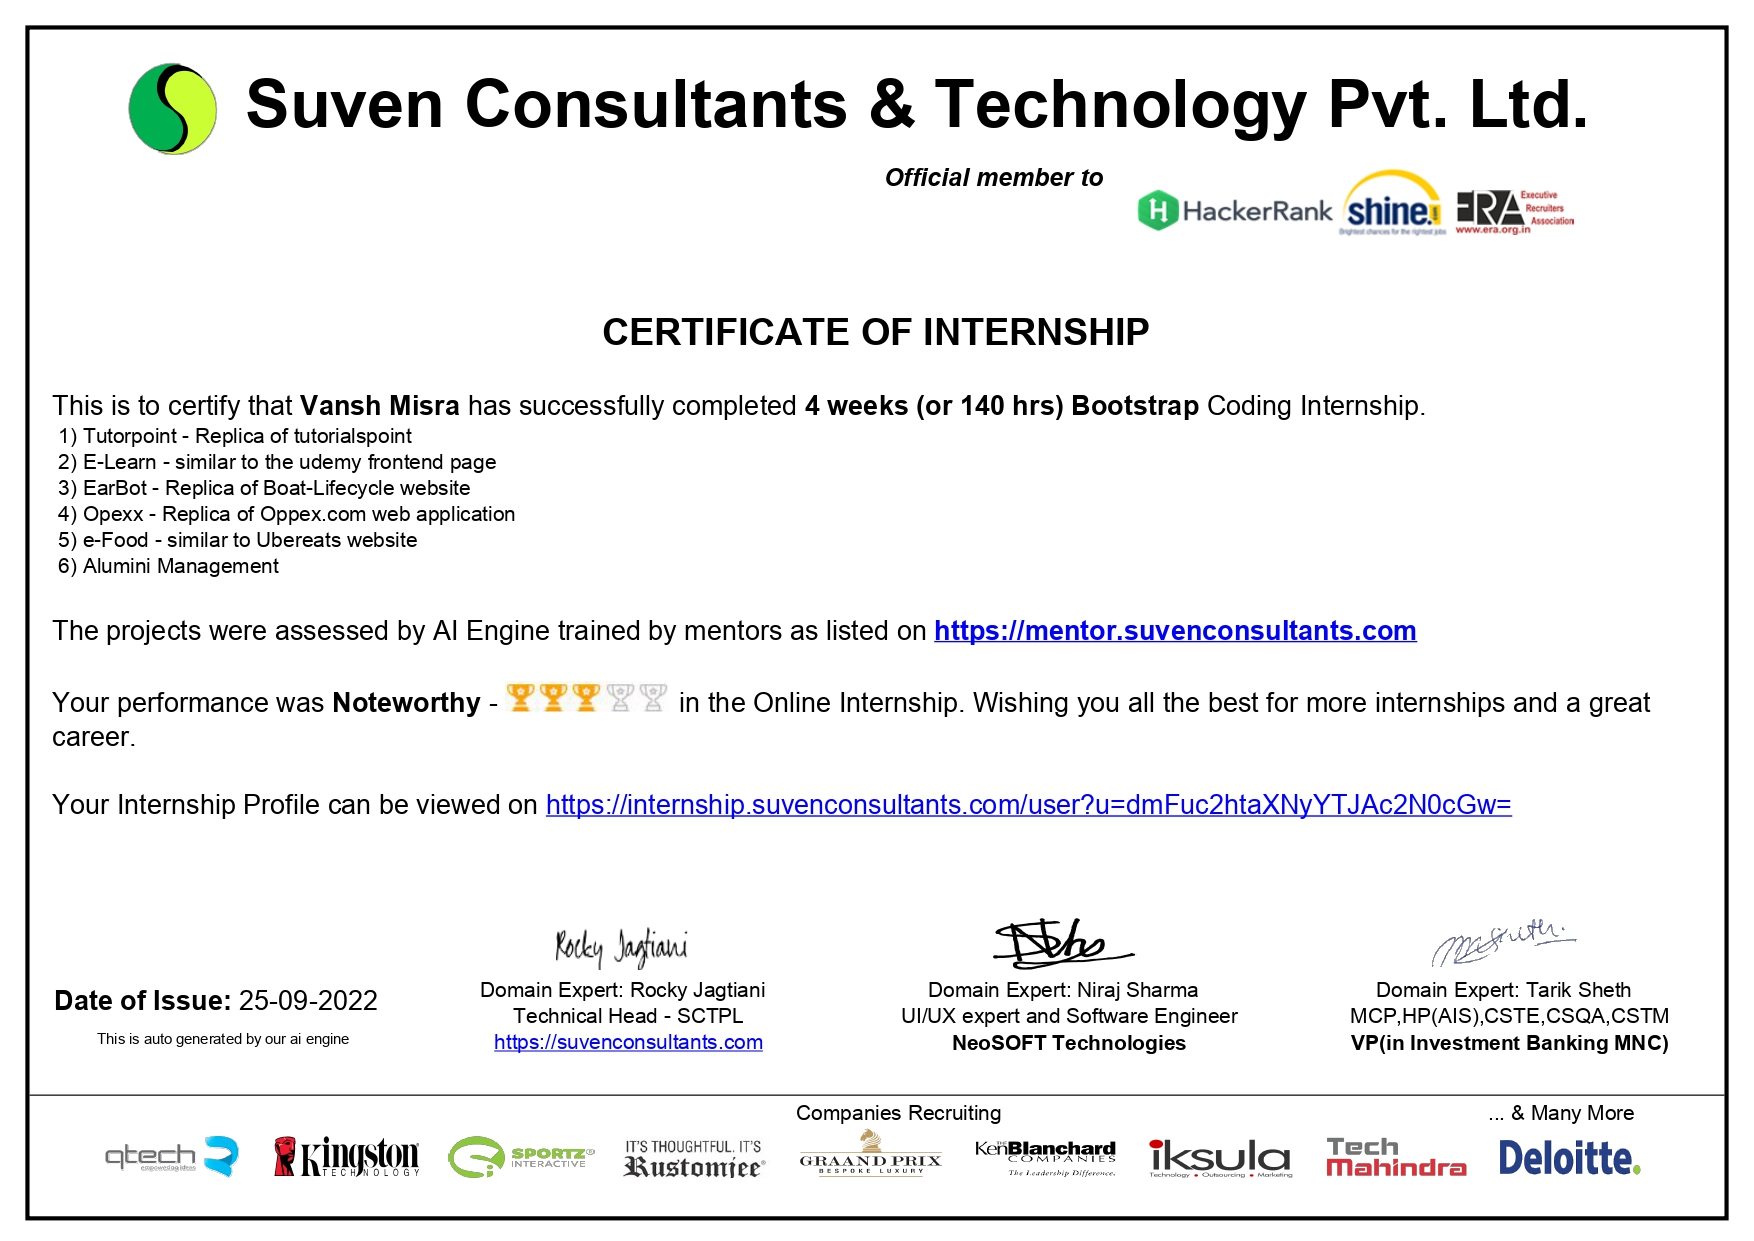 Suven Consultants & Technology Pvt. Ltd.
Official member to
HackerRank
shine.com
Brightest chances for the rightest jobs
ERA
Executive
Recruiters
Association
www.era.org.in
CERTIFICATE OF INTERNSHIP
This is to certify that Vansh Misra has successfully completed 4 weeks (or 140 hrs) Bootstrap Coding Internship.
1) Tutorpoint - Replica of tutorialspoint
2) E-Learn - similar to the udemy frontend page
3) EarBot - Replica of Boat-Lifecycle website
4) Opexx - Replica of Oppex.com web application
5) e-Food - similar to Ubereats website
6) Alumini Management
The projects were assessed by AI Engine trained by mentors as listed on https://mentor.suvenconsultants.com
Your performance was Noteworthy - in the Online Internship. Wishing you all the best for more internships and a great
career.
Your Internship Profile can be viewed on https://internship.suvenconsultants.com/user?u=dmFuc2htaXNyYTJAc2N0cGw=
Rocky Jagtiani
Date of Issue: 25-09-2022
This is auto generated by our ai engine
Domain Expert: Rocky Jagtiani
Technical Head - SCTPL
https://suvenconsultants.com
Domain Expert: Niraj Sharma
UI/UX expert and Software Engineer
NeoSOFT Technologies
Domain Expert: Tarik Sheth
MCP,HP(AIS),CSTE,CSQA,CSTM
VP(in Investment Banking MNC)
Companies Recruiting
... & Many More
qtech
empowering ideas
Kingston
TECHNOLOGY
SPORTZ
INTERACTIVE
IT'S THOUGHTFUL. IT'S
Rustomjee
GRAAND PRIX
BESPOKE LUXURY
THE
KenBlanchard
COMPANIES
The Leadership Difference.
iksula
Technology • Outsourcing • Marketing
Tech
Mahindra
Deloitte.